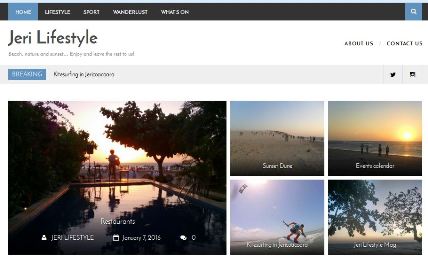 HOME LIFESTYLE SPORT WANDERLUST WHAT'S ON
Jeri Lifestyle
ABOUT US / CONTACT US
Beach, nature and sunset... Enjoy and leave the rest to us!
BREAKING Kitesurfing in Jericoacoara
Sunset Dune
Events calendar
Restaurants
JERI LIFESTYLE January 7, 2016 0
Kitesurfing in Jericoacoara
Jeri Lifestyle Mag